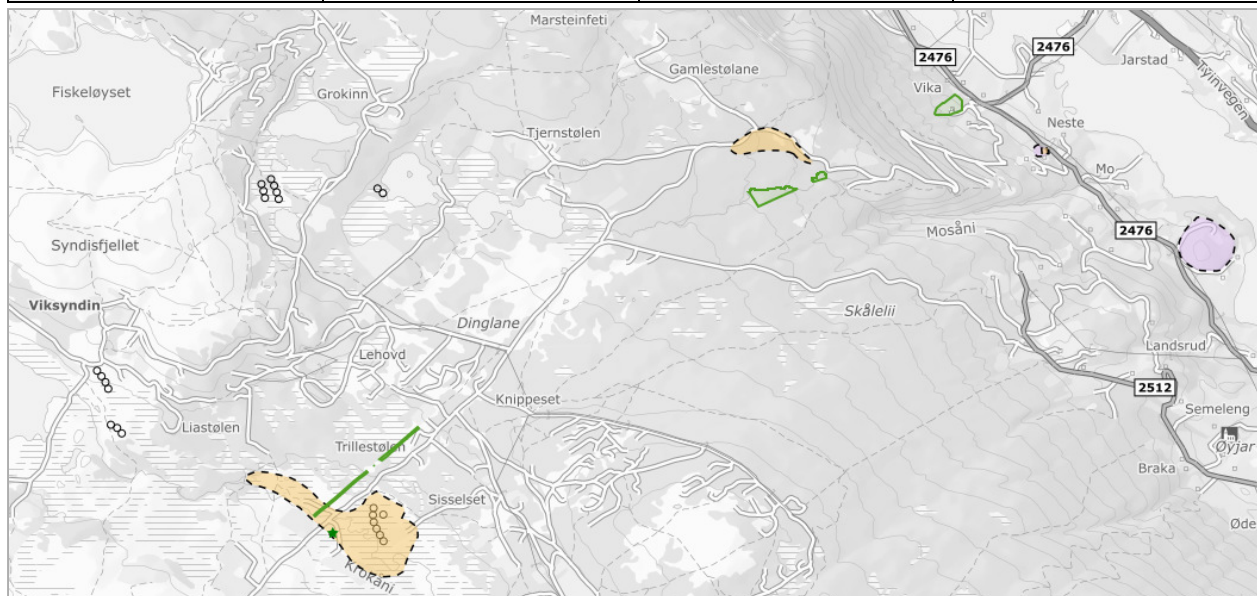 Marsteinfeti
2476
2476
Jarstad
Tyinvegen
Gamlestølane
Fiskeløyset
Grokinn
Vika
Neste
Tjernstølen
Mo
Syndisfjellet
Mosåni
2476
Viksyndin
Dinglane
Skålelii
Lehovd
Landsrud
2512
Knippeset
Liastølen
Semeleng
Trillestølen
Øyjar
Braka
Sisselset
Øde
Krokåni